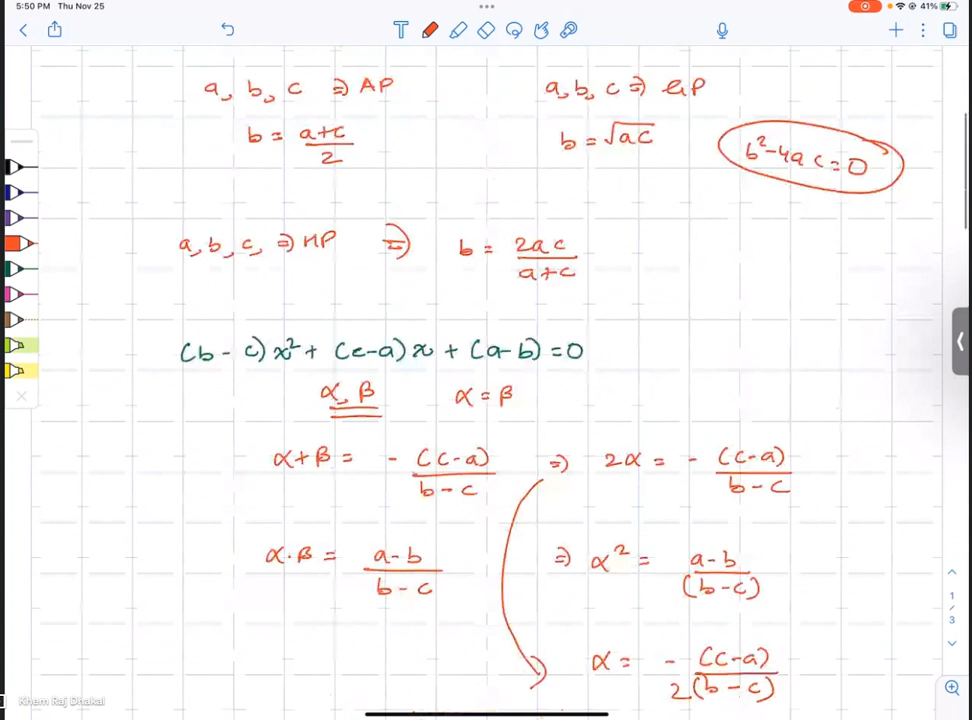 5:50 PM Thu Nov 25
41%
a, b, c ⇒ AP
a, b, c ⇒ GP
b = a+c/2
b = √ac
b²-4ac=0
a, b, c, ⇒ HP ⇒ b = 2ac/a+c
(b - c)x² + (c-a)x + (a-b) = 0
α, β α = β
α+β = - (c-a)/b-c ⇒ 2α = - (c-a)/b-c
α·β = a-b/b-c ⇒ α² = a-b/(b-c)
⇒ α = - (c-a)/2(b-c)
1
/
3
Khem Raj Dhakal